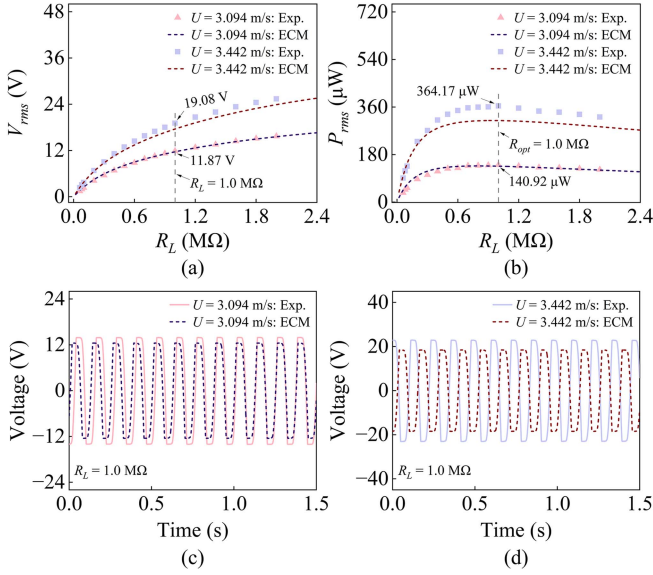 U = 3.094 m/s: Exp.
U = 3.094 m/s: ECM
U = 3.442 m/s: Exp.
U = 3.442 m/s: ECM
48
36
24
12
0
V_rms (V)
19.08 V
11.87 V
R_L = 1.0 MΩ
0.0 0.6 1.2 1.8 2.4
R_L (MΩ)
(a)
U = 3.094 m/s: Exp.
U = 3.094 m/s: ECM
U = 3.442 m/s: Exp.
U = 3.442 m/s: ECM
720
540
360
180
0
P_rms (μW)
364.17 μW
R_opt = 1.0 MΩ
140.92 μW
0.0 0.6 1.2 1.8 2.4
R_L (MΩ)
(b)
U = 3.094 m/s: Exp.
U = 3.094 m/s: ECM
24
12
0
−12
−24
Voltage (V)
R_L = 1.0 MΩ
0.0 0.5 1.0 1.5
Time (s)
(c)
U = 3.442 m/s: Exp.
U = 3.442 m/s: ECM
40
20
0
−20
−40
Voltage (V)
R_L = 1.0 MΩ
0.0 0.5 1.0 1.5
Time (s)
(d)